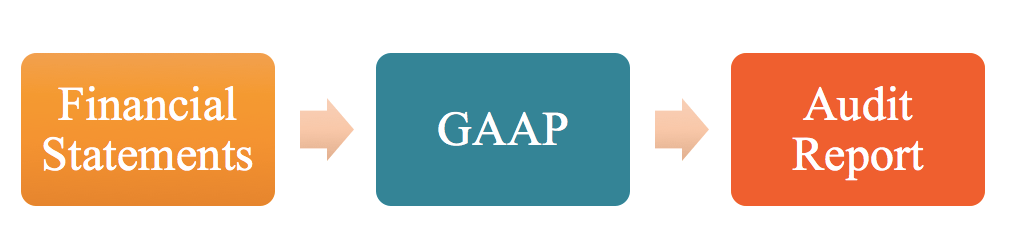 Financial
Statements
GAAP
Audit
Report